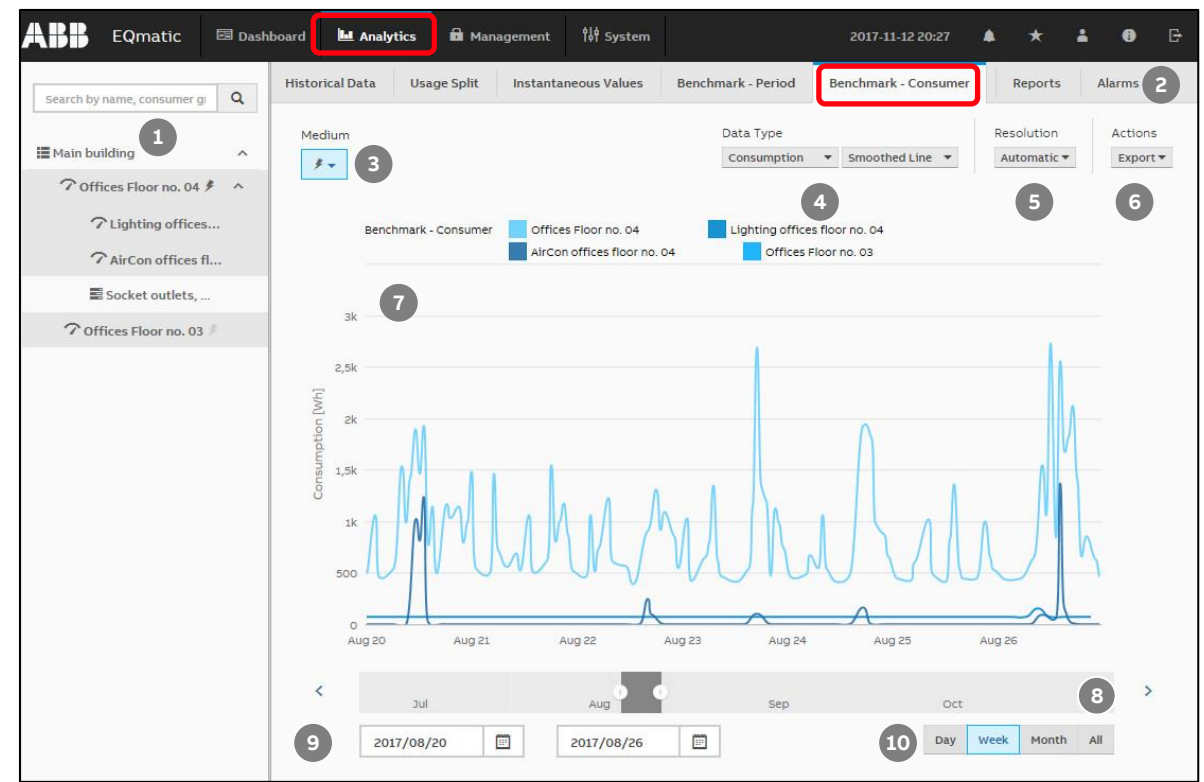 ABB EQmatic Dashboard Analytics Management System 2017-11-12 20:27
Historical Data Usage Split Instantaneous Values Benchmark - Period Benchmark - Consumer Reports Alarms 2
Search by name, consumer gr
1
Main building
Offices Floor no. 04
Lighting offices...
AirCon offices fl...
Socket outlets, ...
Offices Floor no. 03
Medium Data Type Resolution Actions
3 Consumption Smoothed Line Automatic Export
4 5 6
Benchmark - Consumer Offices Floor no. 04 Lighting offices floor no. 04
AirCon offices floor no. 04 Offices Floor no. 03
7
Consumption [Wh]
3k
2,5k
2k
1,5k
1k
500
0
Aug 20 Aug 21 Aug 22 Aug 23 Aug 24 Aug 25 Aug 26
< Jul Aug Sep Oct 8 >
9 2017/08/20 2017/08/26 10 Day Week Month All